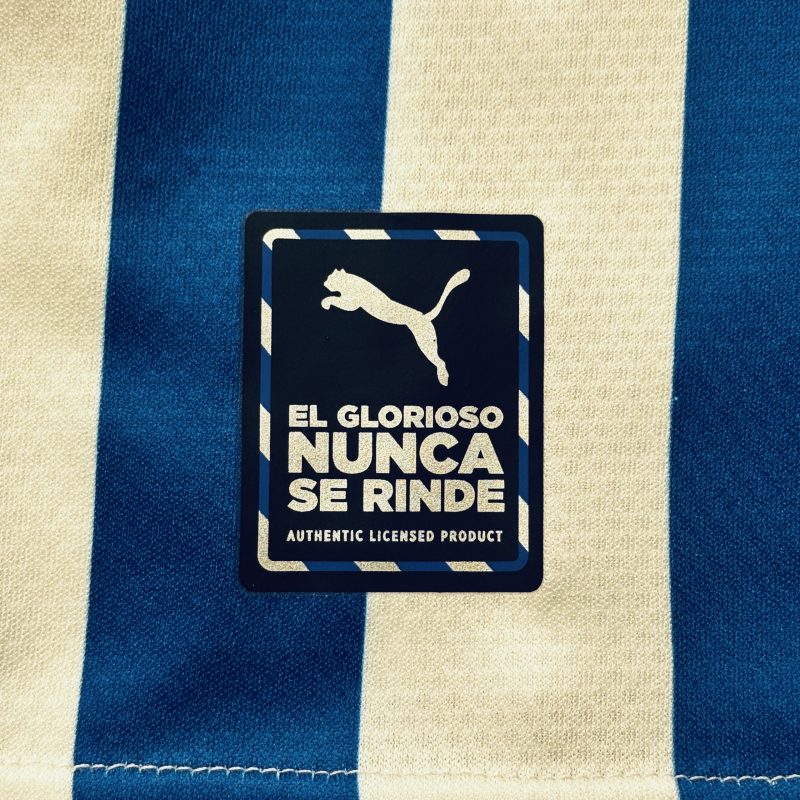 EL GLORIOSO
NUNCA
SE RINDE
AUTHENTIC LICENSED PRODUCT